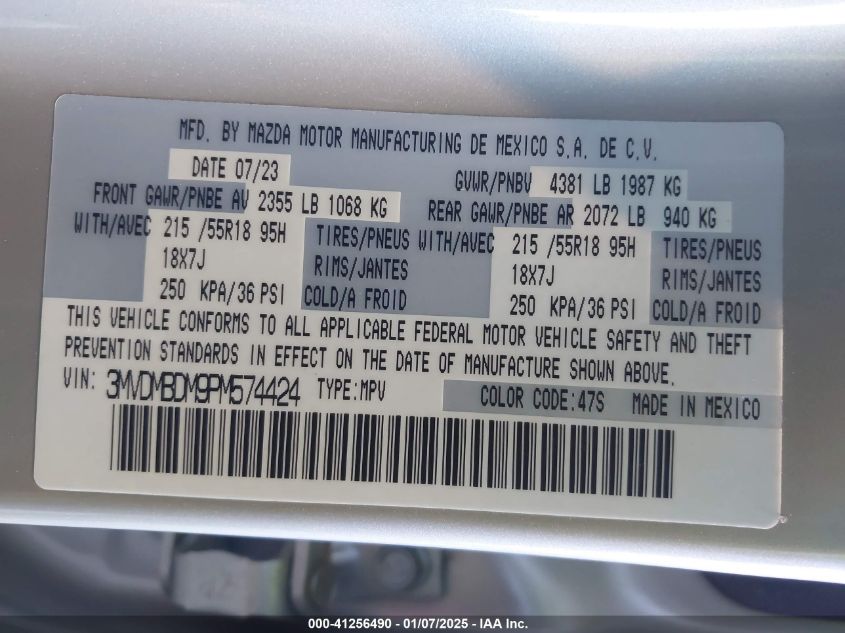 MFD. BY MAZDA MOTOR MANUFACTURING DE MEXICO S.A. DE C.V.
DATE 07/23 GVWR/PNBV 4381 LB 1987 KG
FRONT GAWR/PNBE AV 2355 LB 1068 KG REAR GAWR/PNBE AR 2072 LB 940 KG
WITH/AVEC 215 /55R18 95H TIRES/PNEUS WITH/AVEC 215 /55R18 95H TIRES/PNEUS
18X7J RIMS/JANTES 18X7J RIMS/JANTES
250 KPA/36 PSI COLD/A FROID 250 KPA/36 PSI COLD/A FROID
THIS VEHICLE CONFORMS TO ALL APPLICABLE FEDERAL MOTOR VEHICLE SAFETY AND THEFT
PREVENTION STANDARDS IN EFFECT ON THE DATE OF MANUFACTURE SHOWN ABOVE.
VIN: 3MVDMBDM9PM574424 TYPE:MPV COLOR CODE:47S MADE IN MEXICO
000-41256490 - 01/07/2025 - IAA Inc.